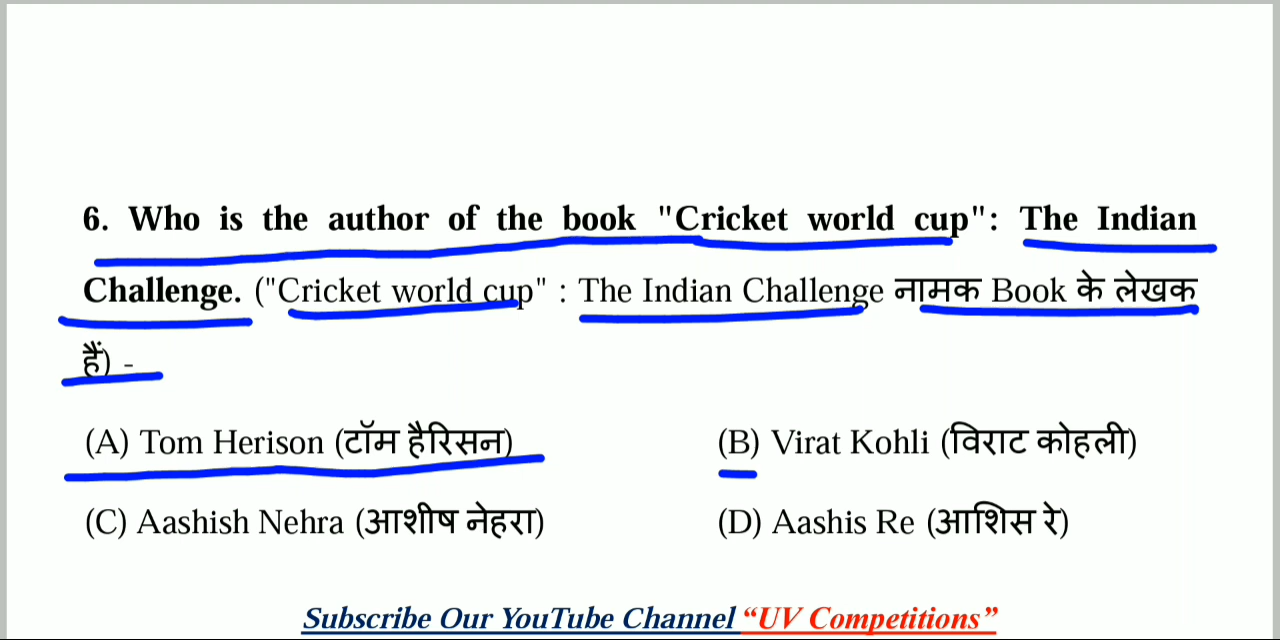 6. Who is the author of the book "Cricket world cup": The Indian
Challenge. ("Cricket world cup" : The Indian Challenge नामक Book के लेखक
हैं) -
(A) Tom Herison (टॉम हैरिसन) (B) Virat Kohli (विराट कोहली)
(C) Aashish Nehra (आशीष नेहरा) (D) Aashis Re (आशिस रे)
Subscribe Our YouTube Channel “UV Competitions”